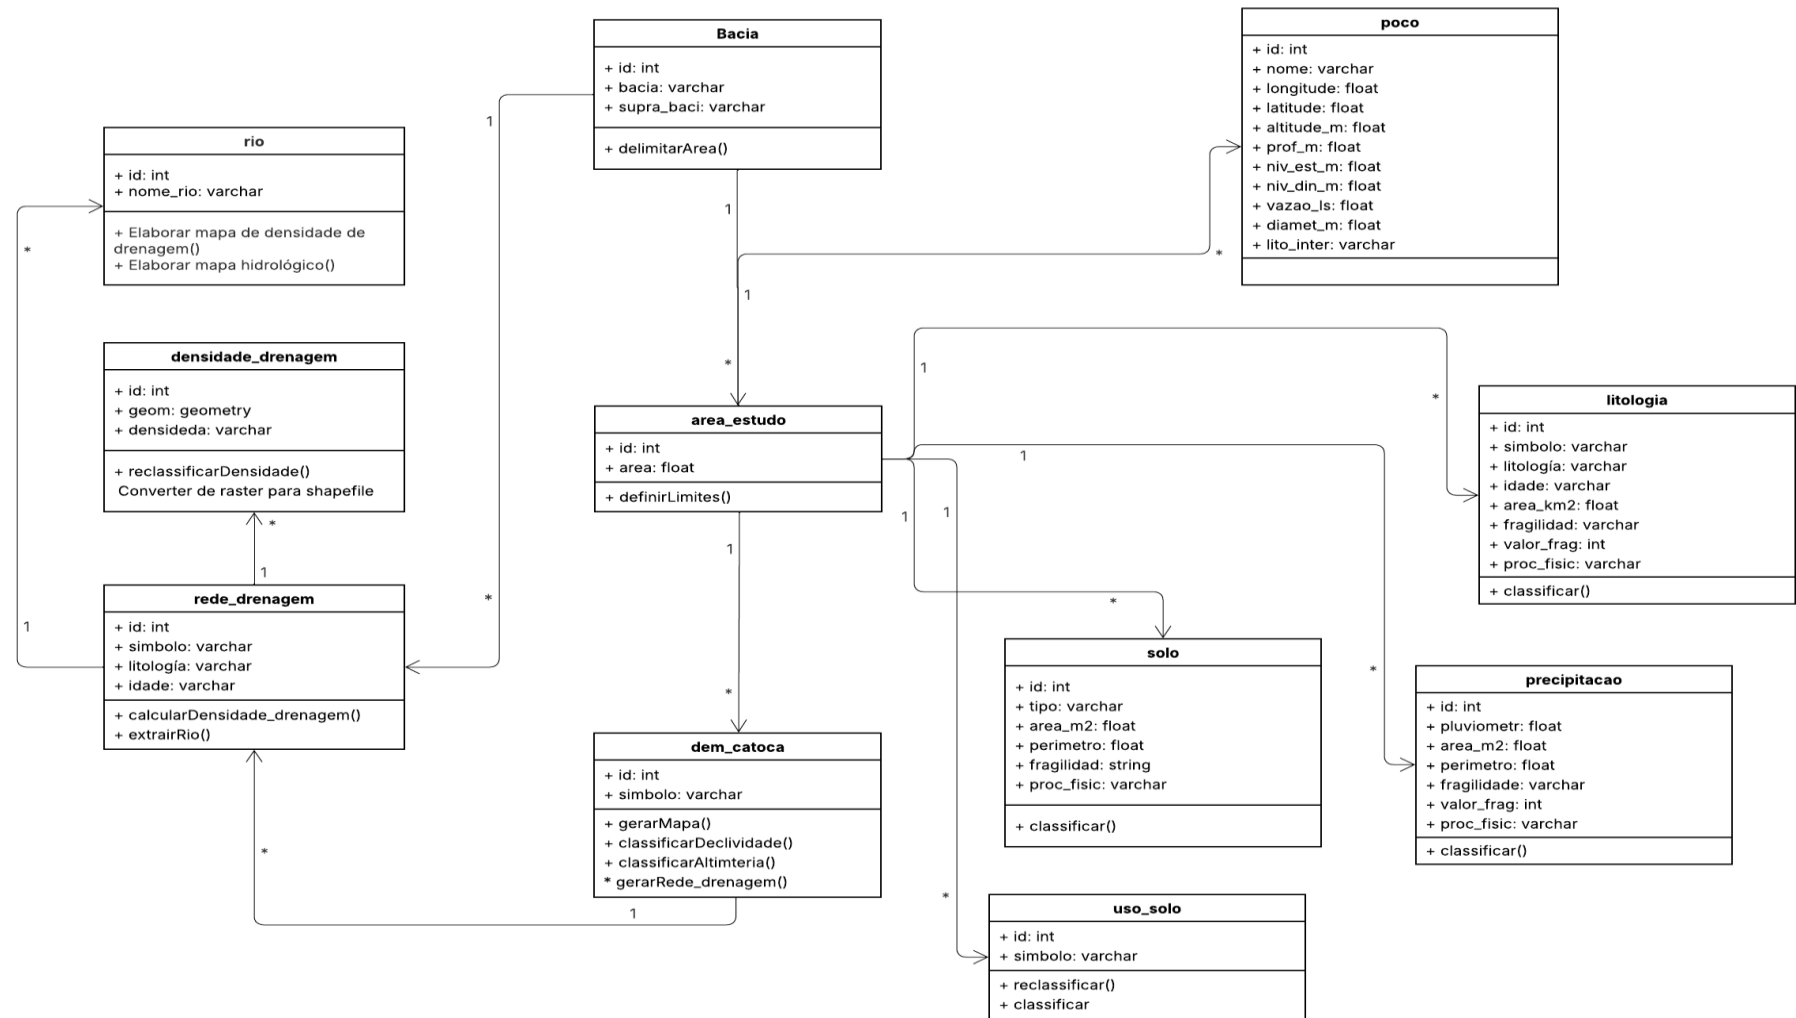 Bacia
+ id: int
+ bacia: varchar
+ supra_baci: varchar
+ delimitarArea()
poco
+ id: int
+ nome: varchar
+ longitude: float
+ latitude: float
+ altitude_m: float
+ prof_m: float
+ niv_est_m: float
+ niv_din_m: float
+ vazao_ls: float
+ diamet_m: float
+ lito_inter: varchar
rio
+ id: int
+ nome_rio: varchar
+ Elaborar mapa de densidade de
drenagem()
+ Elaborar mapa hidrológico()
densidade_drenagem
+ id: int
+ geom: geometry
+ densideda: varchar
+ reclassificarDensidade()
Converter de raster para shapefile
area_estudo
+ id: int
+ area: float
+ definirLimites()
litologia
+ id: int
+ simbolo: varchar
+ litología: varchar
+ idade: varchar
+ area_km2: float
+ fragilidad: varchar
+ valor_frag: int
+ proc_fisic: varchar
+ classificar()
rede_drenagem
+ id: int
+ simbolo: varchar
+ litología: varchar
+ idade: varchar
+ calcularDensidade_drenagem()
+ extrairRio()
solo
+ id: int
+ tipo: varchar
+ area_m2: float
+ perimetro: float
+ fragilidad: string
+ proc_fisic: varchar
+ classificar()
precipitacao
+ id: int
+ pluviometr: float
+ area_m2: float
+ perimetro: float
+ fragilidade: varchar
+ valor_frag: int
+ proc_fisic: varchar
+ classificar()
dem_catoca
+ id: int
+ simbolo: varchar
+ gerarMapa()
+ classificarDeclividade()
+ classificarAltimteria()
* gerarRede_drenagem()
uso_solo
+ id: int
+ simbolo: varchar
+ reclassificar()
+ classificar
1
*
1
*
1
*
1
*
1
*
1
*
1
*
1
*
1
*
1
*
1
*